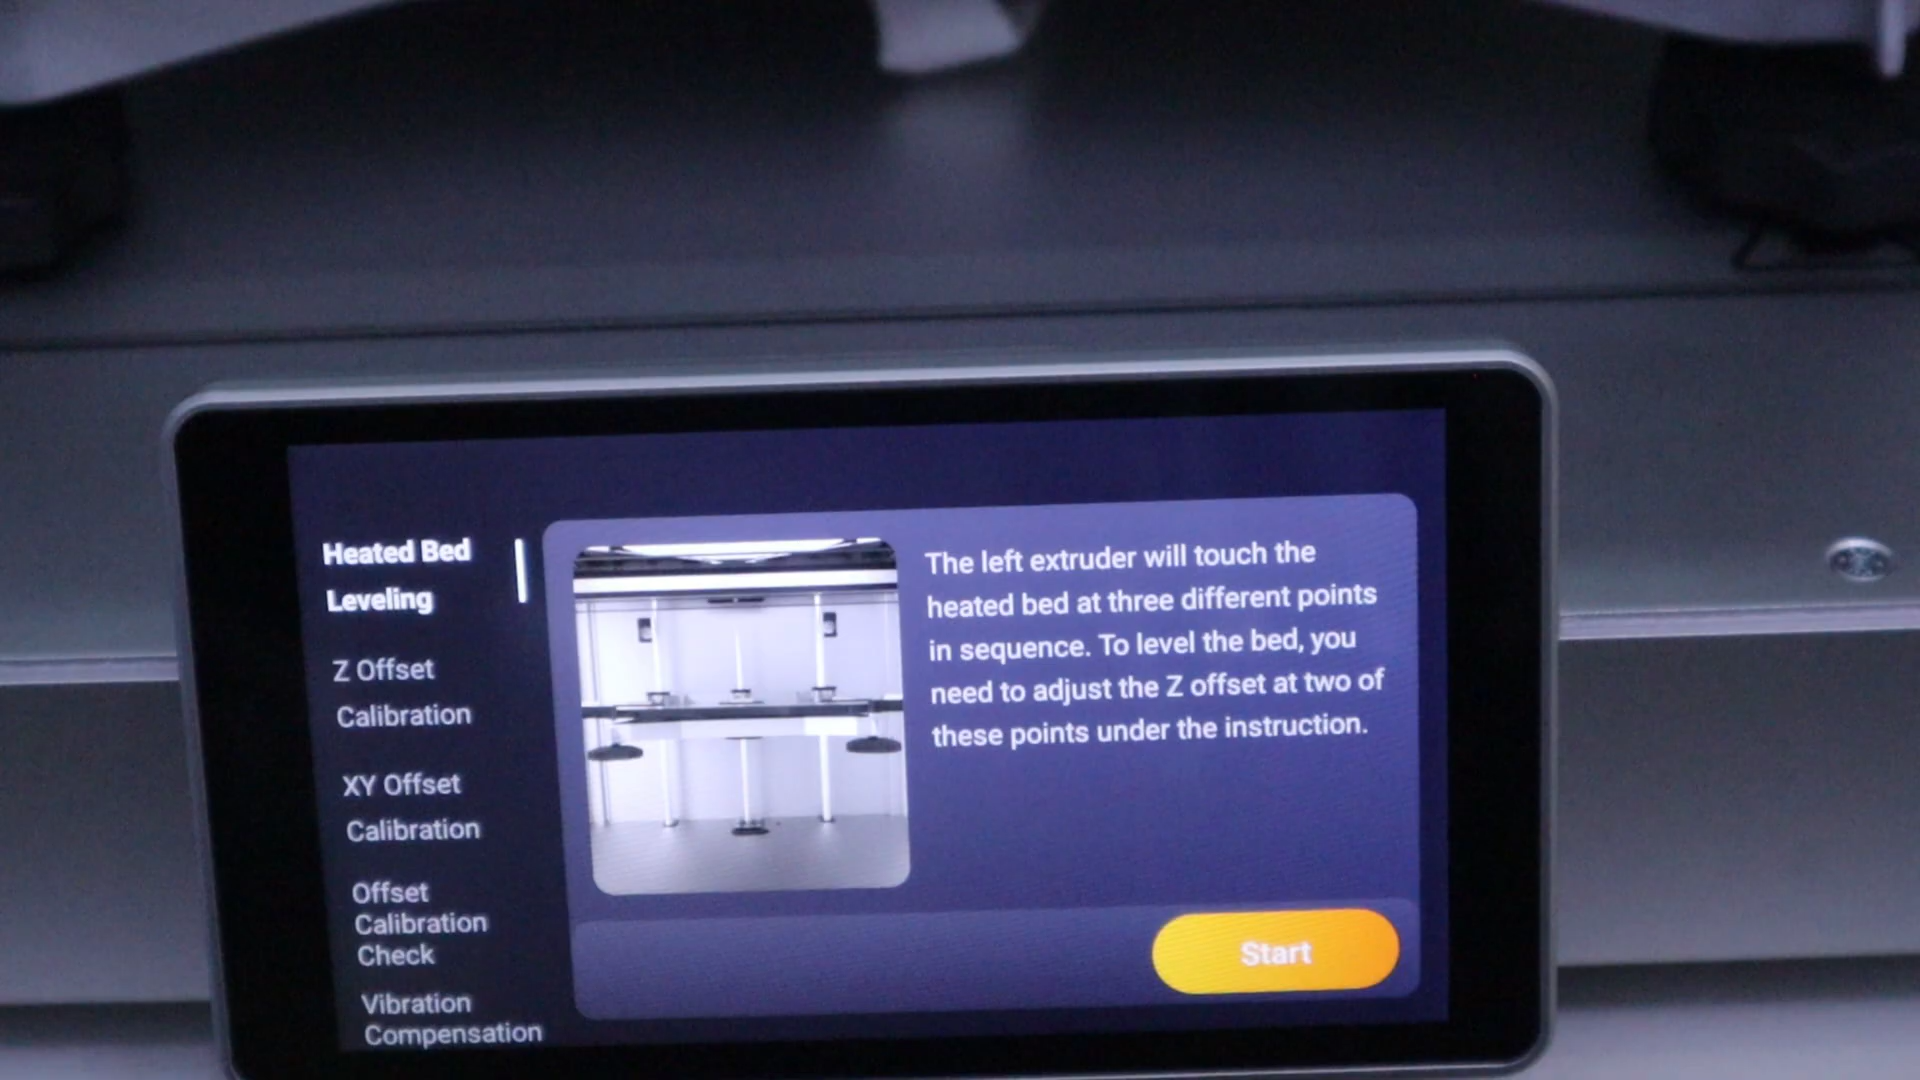 Heated Bed
Leveling
Z Offset
Calibration
XY Offset
Calibration
Offset
Calibration
Check
Vibration
Compensation
The left extruder will touch the
heated bed at three different points
in sequence. To level the bed, you
need to adjust the Z offset at two of
these points under the instruction.
Start